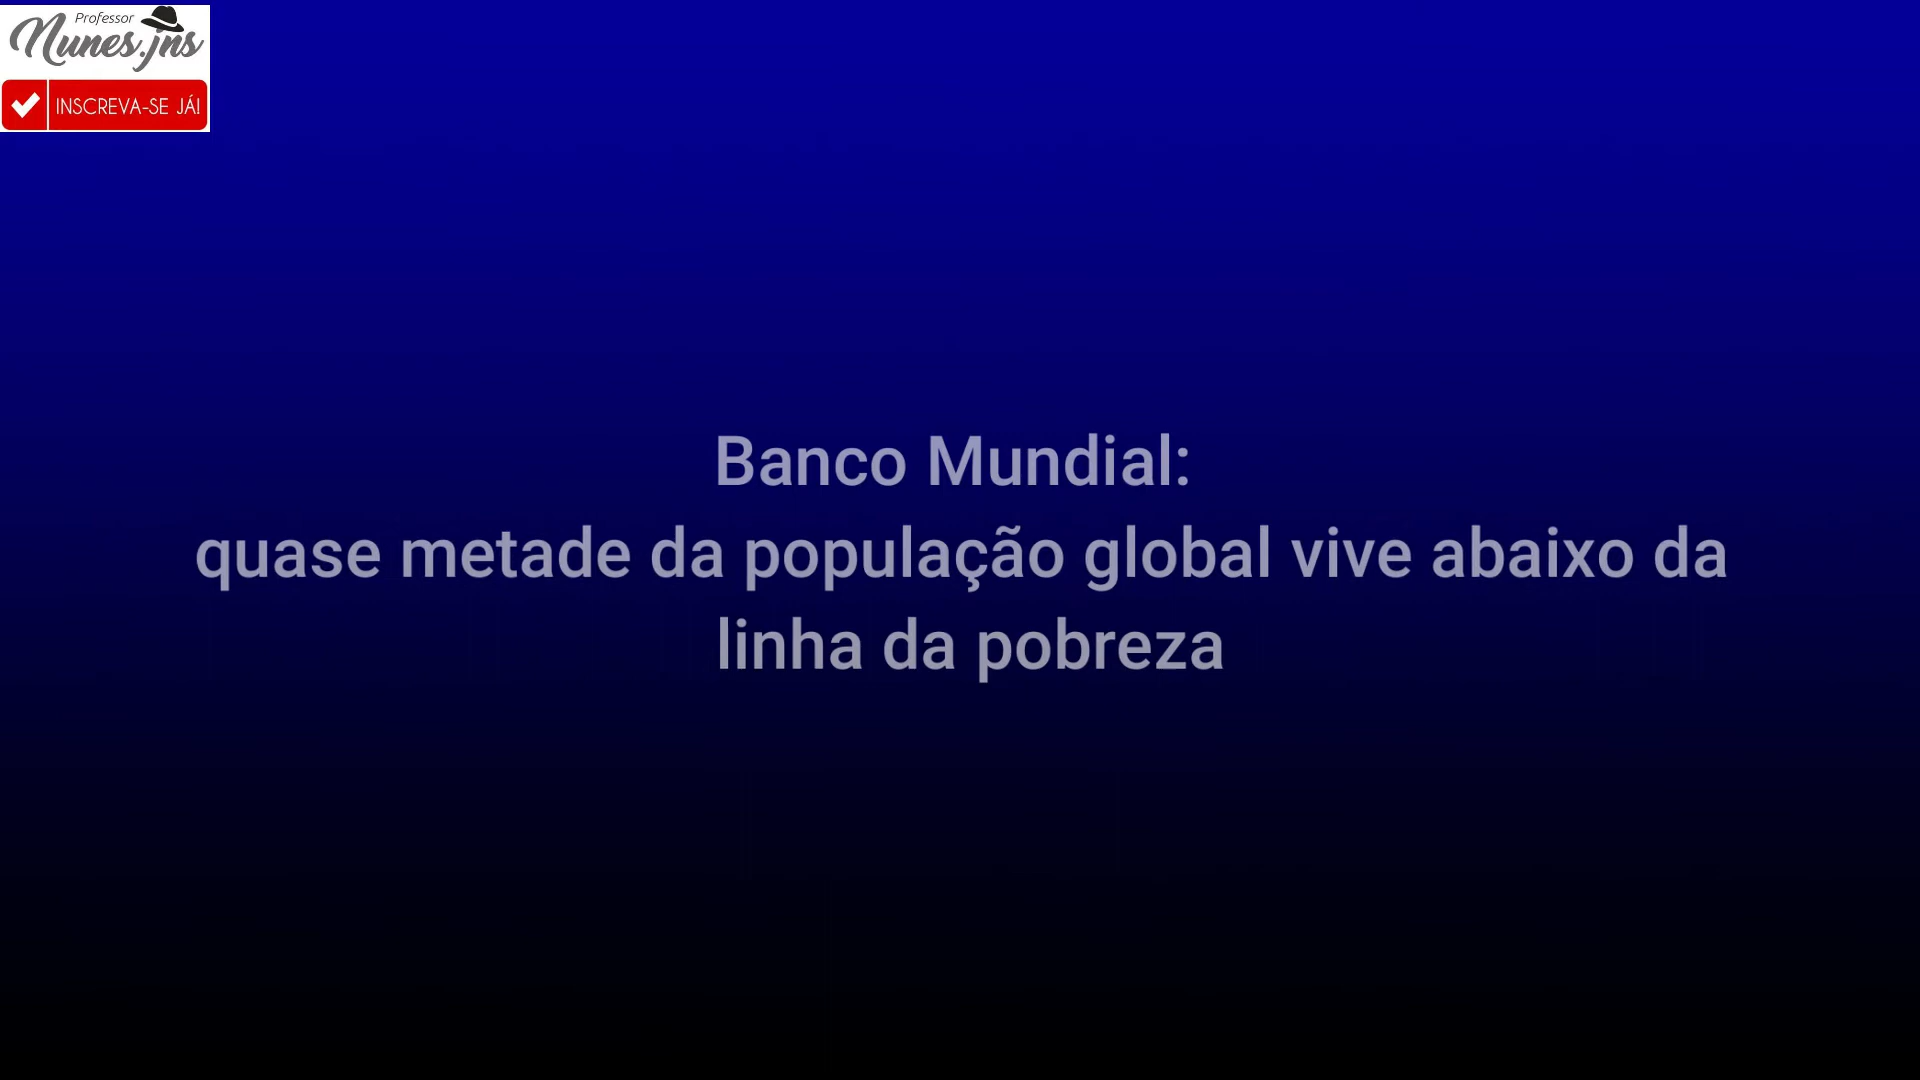 Professor
Nunes.jns
INSCREVA-SE JÁ!
Banco Mundial:
quase metade da população global vive abaixo da
linha da pobreza